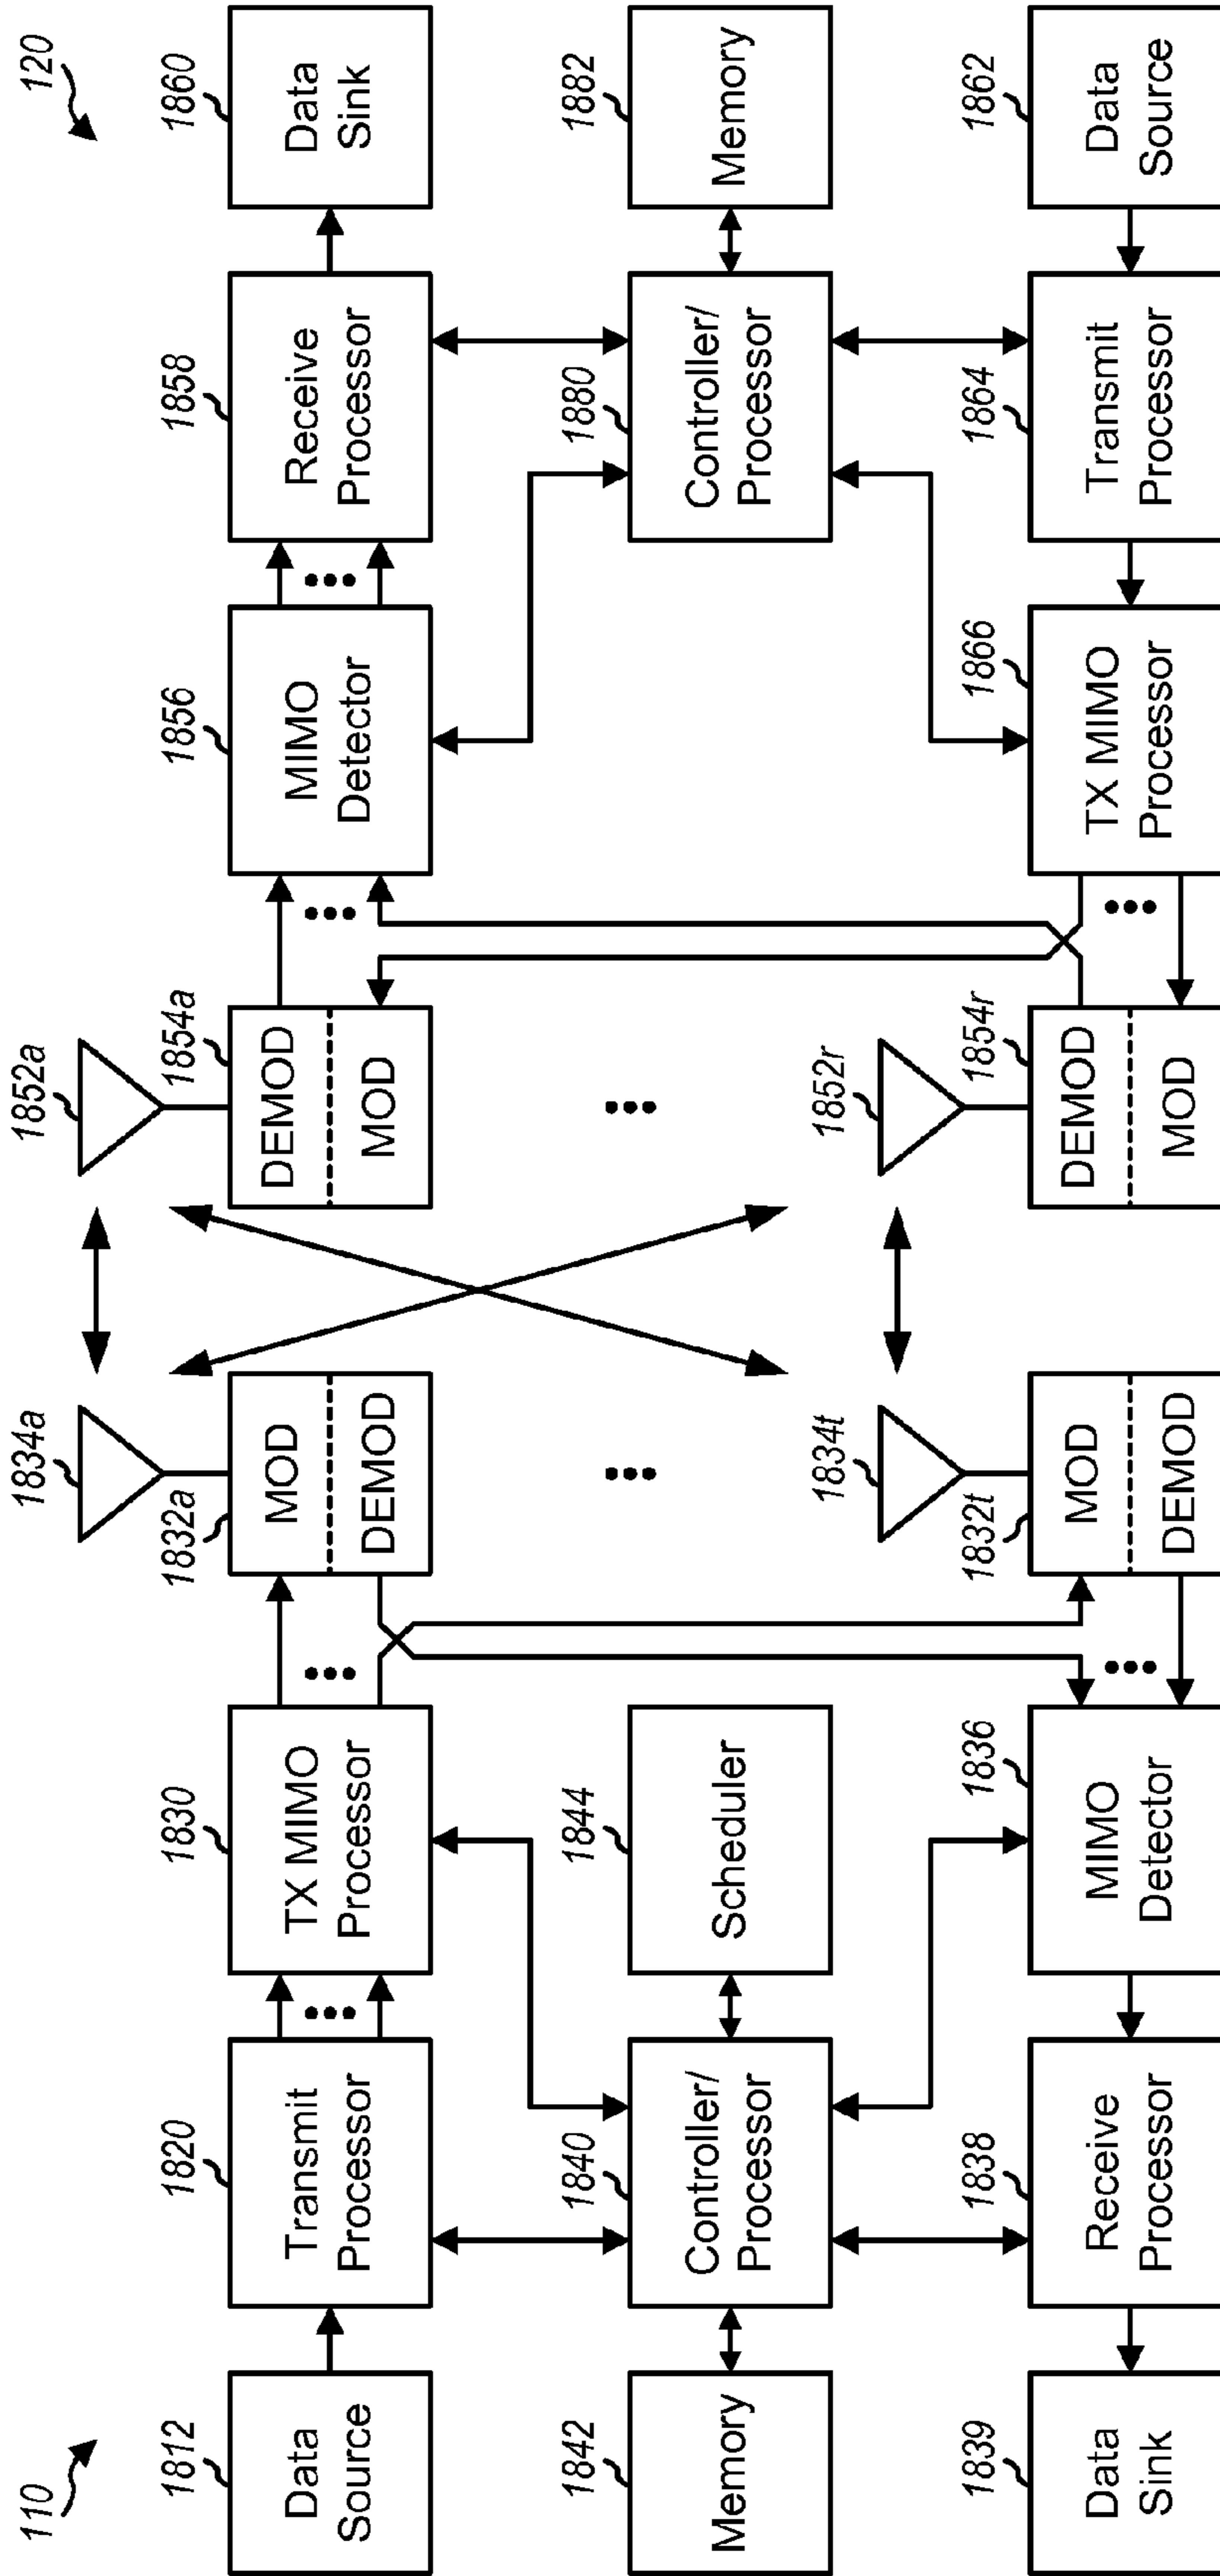 110
120
1834a
1852a
1812
1820
1830
1832a
1854a
1856
1858
1860
Data
Source
Transmit
Processor
TX MIMO
Processor
MOD
DEMOD
DEMOD
MOD
MIMO
Detector
Receive
Processor
Data
Sink
1842
1840
1844
1880
1882
Memory
Controller/
Processor
Scheduler
Controller/
Processor
Memory
1834t
1852r
1839
1838
1836
1832t
1854r
1866
1864
1862
Data
Sink
Receive
Processor
MIMO
Detector
MOD
DEMOD
DEMOD
MOD
TX MIMO
Processor
Transmit
Processor
Data
Source